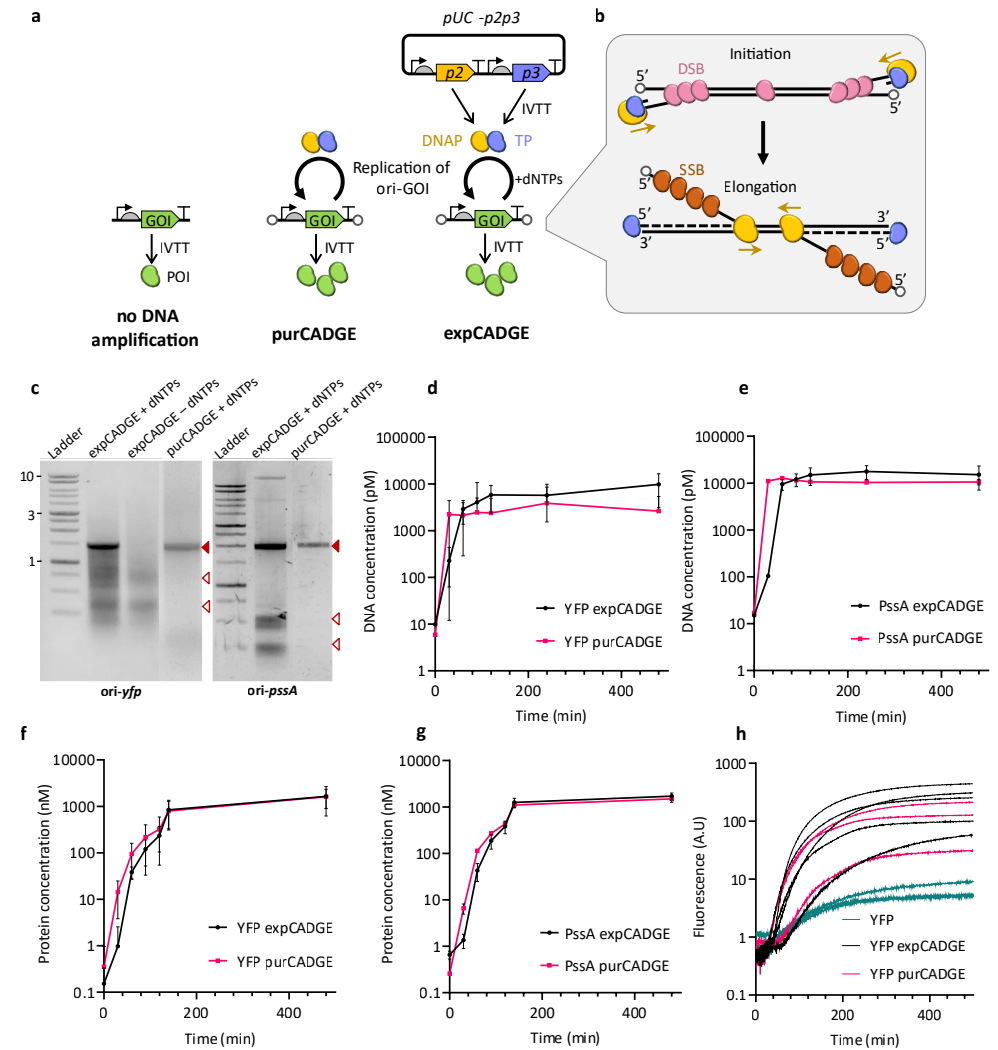 a
pUC -p2p3
p2
p3
IVTT
DNAP
TP
Replication of
ori-GOI
+dNTPs
GOI
GOI
GOI
IVTT
IVTT
IVTT
POI
no DNA
amplification
purCADGE
expCADGE
b
Initiation
5’
DSB
5’
5’
SSB
5’
Elongation
5’
3’
3’
5’
5’
c
Ladder
expCADGE + dNTPs
expCADGE – dNTPs
purCADGE + dNTPs
Ladder
expCADGE + dNTPs
purCADGE + dNTPs
10
3
1
ori-yfp
ori-pssA
d
DNA concentration (pM)
100000
10000
1000
100
10
1
YFP expCADGE
YFP purCADGE
0
200
400
Time (min)
e
DNA concentration (pM)
100000
10000
1000
100
10
1
PssA expCADGE
PssA purCADGE
0
200
400
Time (min)
f
Protein concentration (nM)
10000
1000
100
10
1
0.1
YFP expCADGE
YFP purCADGE
0
200
400
Time (min)
g
Protein concentration (nM)
10000
1000
100
10
1
0.1
PssA expCADGE
PssA purCADGE
0
200
400
Time (min)
h
Fluorescence (A.U)
1000
100
10
1
0.1
YFP
YFP expCADGE
YFP purCADGE
0
200
400
Time (min)